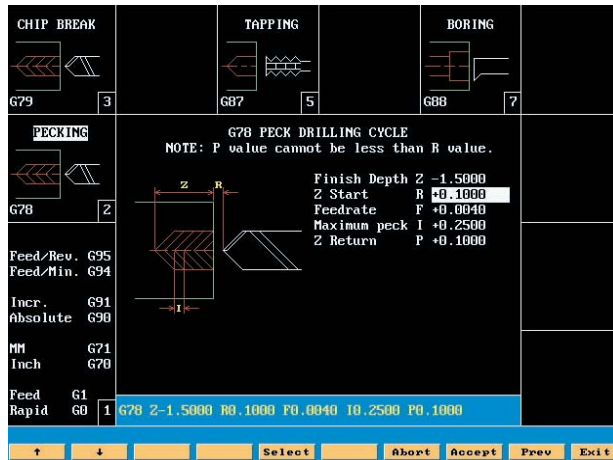 CHIP BREAK
G79 3
TAPPING
G87 5
BORING
G88 7
PECKING
G78 2
G78 PECK DRILLING CYCLE
NOTE: P value cannot be less than R value.
Z R
I
Finish Depth Z -1.5000
Z Start R +0.1000
Feedrate F +0.0040
Maximum peck I +0.2500
Z Return P +0.1000
Feed/Rev. G95
Feed/Min. G94
Incr. G91
Absolute G90
MM G71
Inch G70
Feed G1
Rapid G0 1
G78 Z-1.5000 R0.1000 F0.0040 I0.2500 P0.1000
↑ ↓ Select Abort Accept Prev Exit